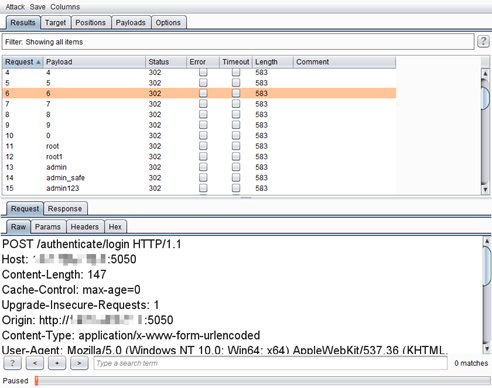 Attack Save Columns
Results Target Positions Payloads Options
Filter: Showing all items ?
Request Payload Status Error Timeout Length Comment
4 4 302 583
5 5 302 583
6 6 302 583
7 7 302 583
8 8 302 583
9 9 302 583
10 0 302 583
11 root 302 583
12 root1 302 583
13 admin 302 583
14 admin_safe 302 583
15 admin123 302 583
Request Response
Raw Params Headers Hex
POST /authenticate/login HTTP/1.1
Host: :5050
Content-Length: 147
Cache-Control: max-age=0
Upgrade-Insecure-Requests: 1
Origin: http:// :5050
Content-Type: application/x-www-form-urlencoded
User-Agent: Mozilla/5.0 (Windows NT 10.0; Win64; x64) AppleWebKit/537.36 (KHTML,
? < + > Type a search term 0 matches
Paused